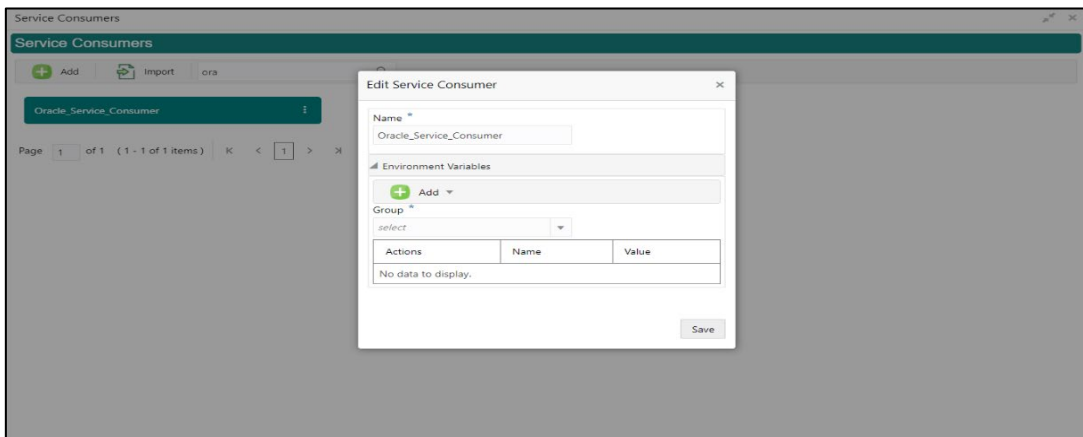 Service Consumers
Service Consumers
Add Import ora
Oracle_Service_Consumer
Page 1 of 1 (1 - 1 of 1 items) K < 1 > >|
Edit Service Consumer ×
Name *
Oracle_Service_Consumer
Environment Variables
Add
Group *
select
Actions Name Value
No data to display.
Save